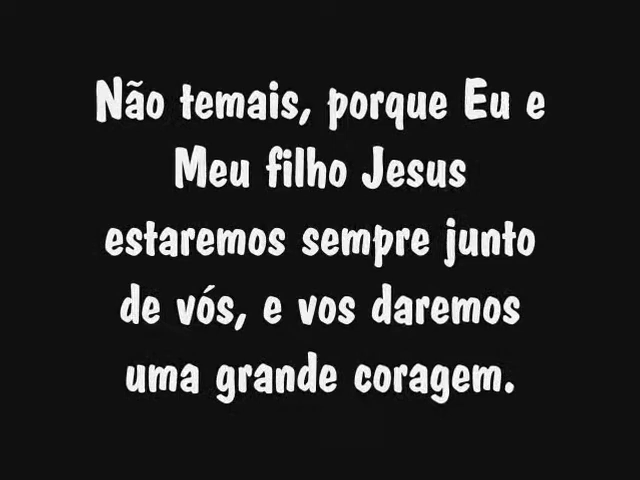 Não temais, porque Eu e
Meu filho Jesus
estaremos sempre junto
de vós, e vos daremos
uma grande coragem.